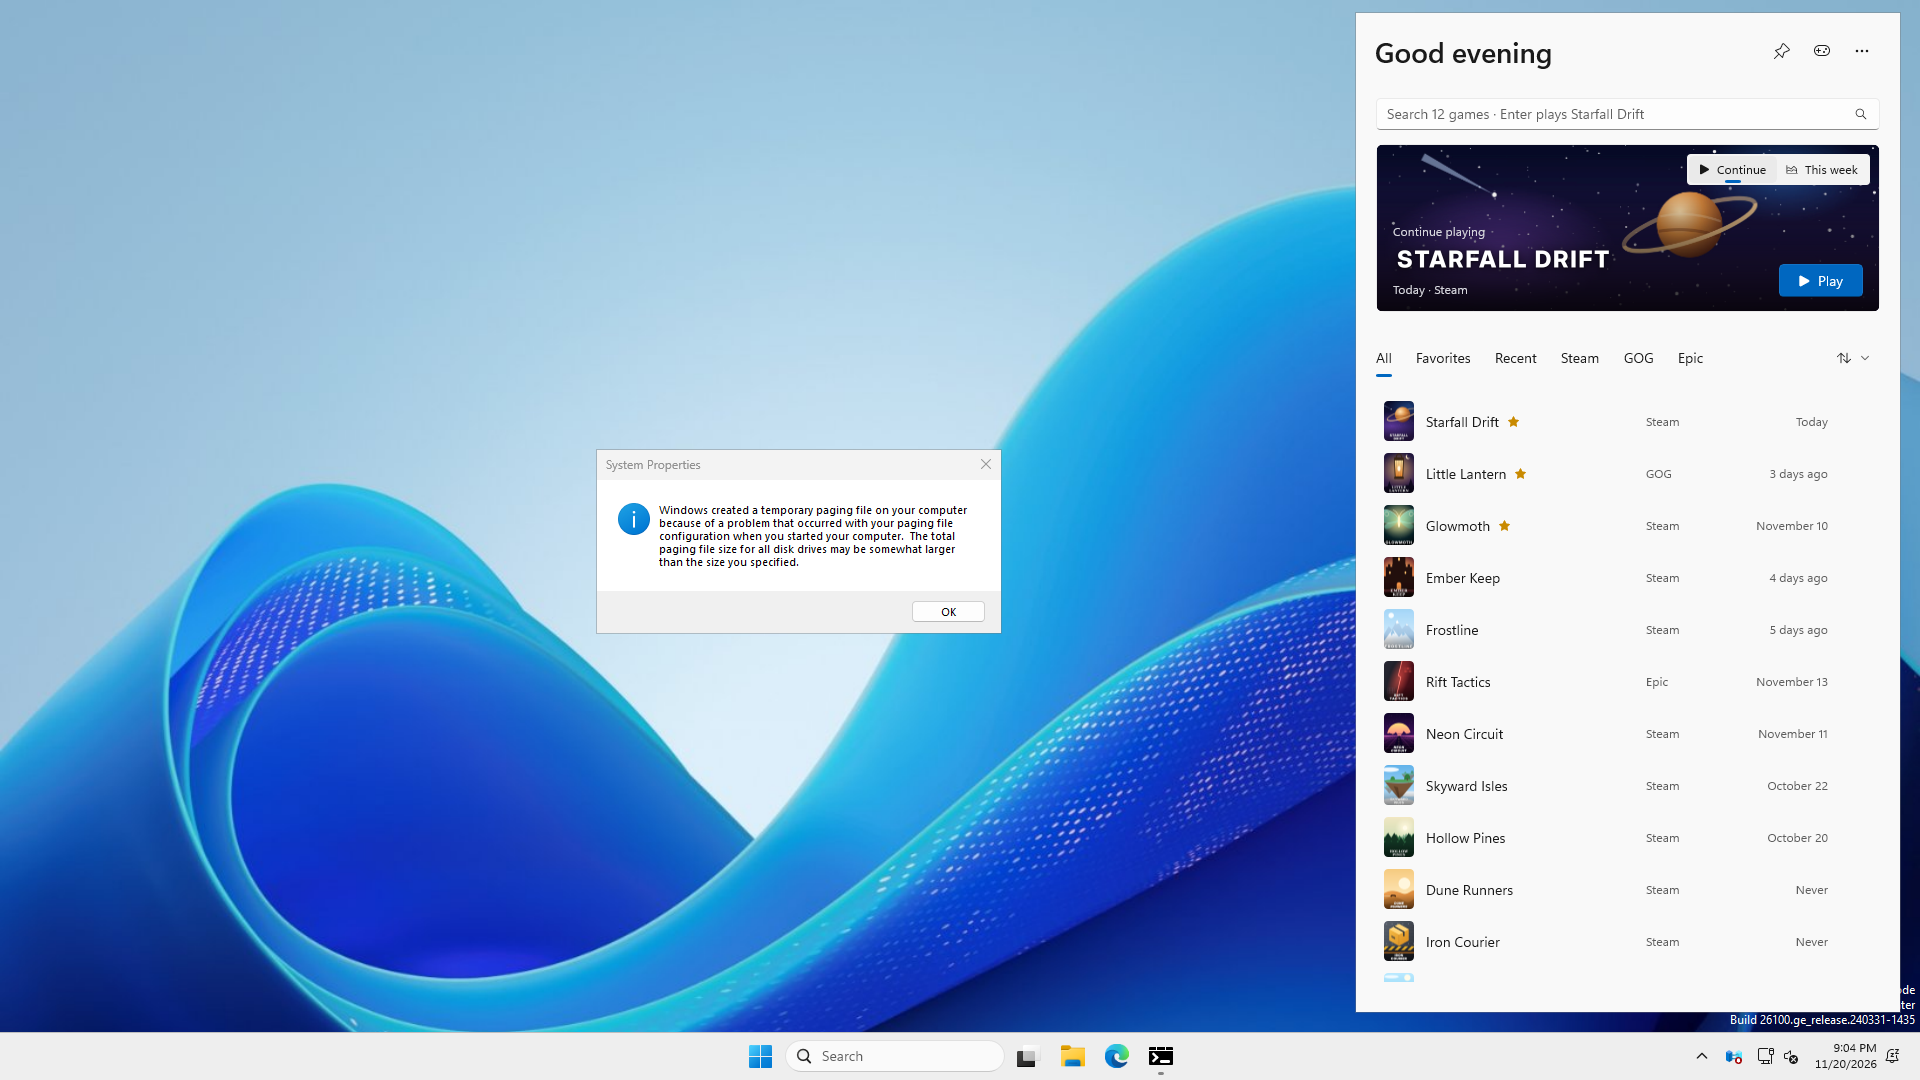 Good evening
Search 12 games · Enter plays Starfall Drift
Continue
This week
Continue playing
STARFALL DRIFT
Today · Steam
Play
All
Favorites
Recent
Steam
GOG
Epic
Starfall Drift
Steam
Today
Little Lantern
GOG
3 days ago
Glowmoth
Steam
November 10
Ember Keep
Steam
4 days ago
Frostline
Steam
5 days ago
Rift Tactics
Epic
November 13
Neon Circuit
Steam
November 11
Skyward Isles
Steam
October 22
Hollow Pines
Steam
October 20
Dune Runners
Steam
Never
Iron Courier
Steam
Never
System Properties
Windows created a temporary paging file on your computer
because of a problem that occurred with your paging file
configuration when you started your computer.  The total
paging file size for all disk drives may be somewhat larger
than the size you specified.
OK
Build 26100.ge_release.240331-1435
Search
9:04 PM
11/20/2026